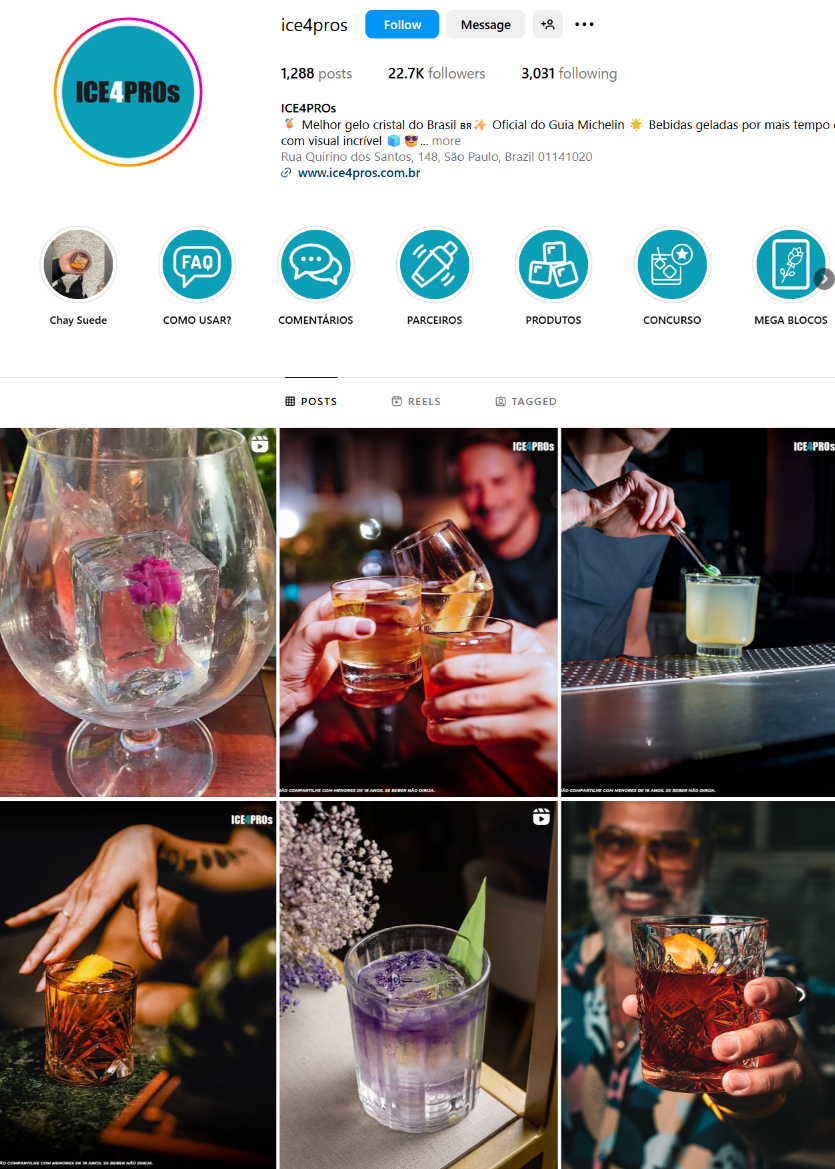 ice4pros Follow Message
1,288 posts 22.7K followers 3,031 following
ICE4PROs
🍹 Melhor gelo cristal do Brasil 🇧🇷✨ Oficial do Guia Michelin 🌟 Bebidas geladas por mais tempo
com visual incrível 🧊 😎... more
Rua Quirino dos Santos, 148, São Paulo, Brazil 01141020
www.ice4pros.com.br
ICE4PROs
FAQ
Chay Suede
COMO USAR?
COMENTÁRIOS
PARCEIROS
PRODUTOS
CONCURSO
MEGA BLOCOS
POSTS REELS TAGGED
ICE4PROs
ICE4PROs
ÃO COMPARTILHE COM MENORES DE 18 ANOS. SE BEBER NÃO DIRIJA.
ÃO COMPARTILHE COM MENORES DE 18 ANOS. SE BEBER NÃO DIRIJA.
ICE4PROs
ÃO COMPARTILHE COM MENORES DE 18 ANOS. SE BEBER NÃO DIRIJA.